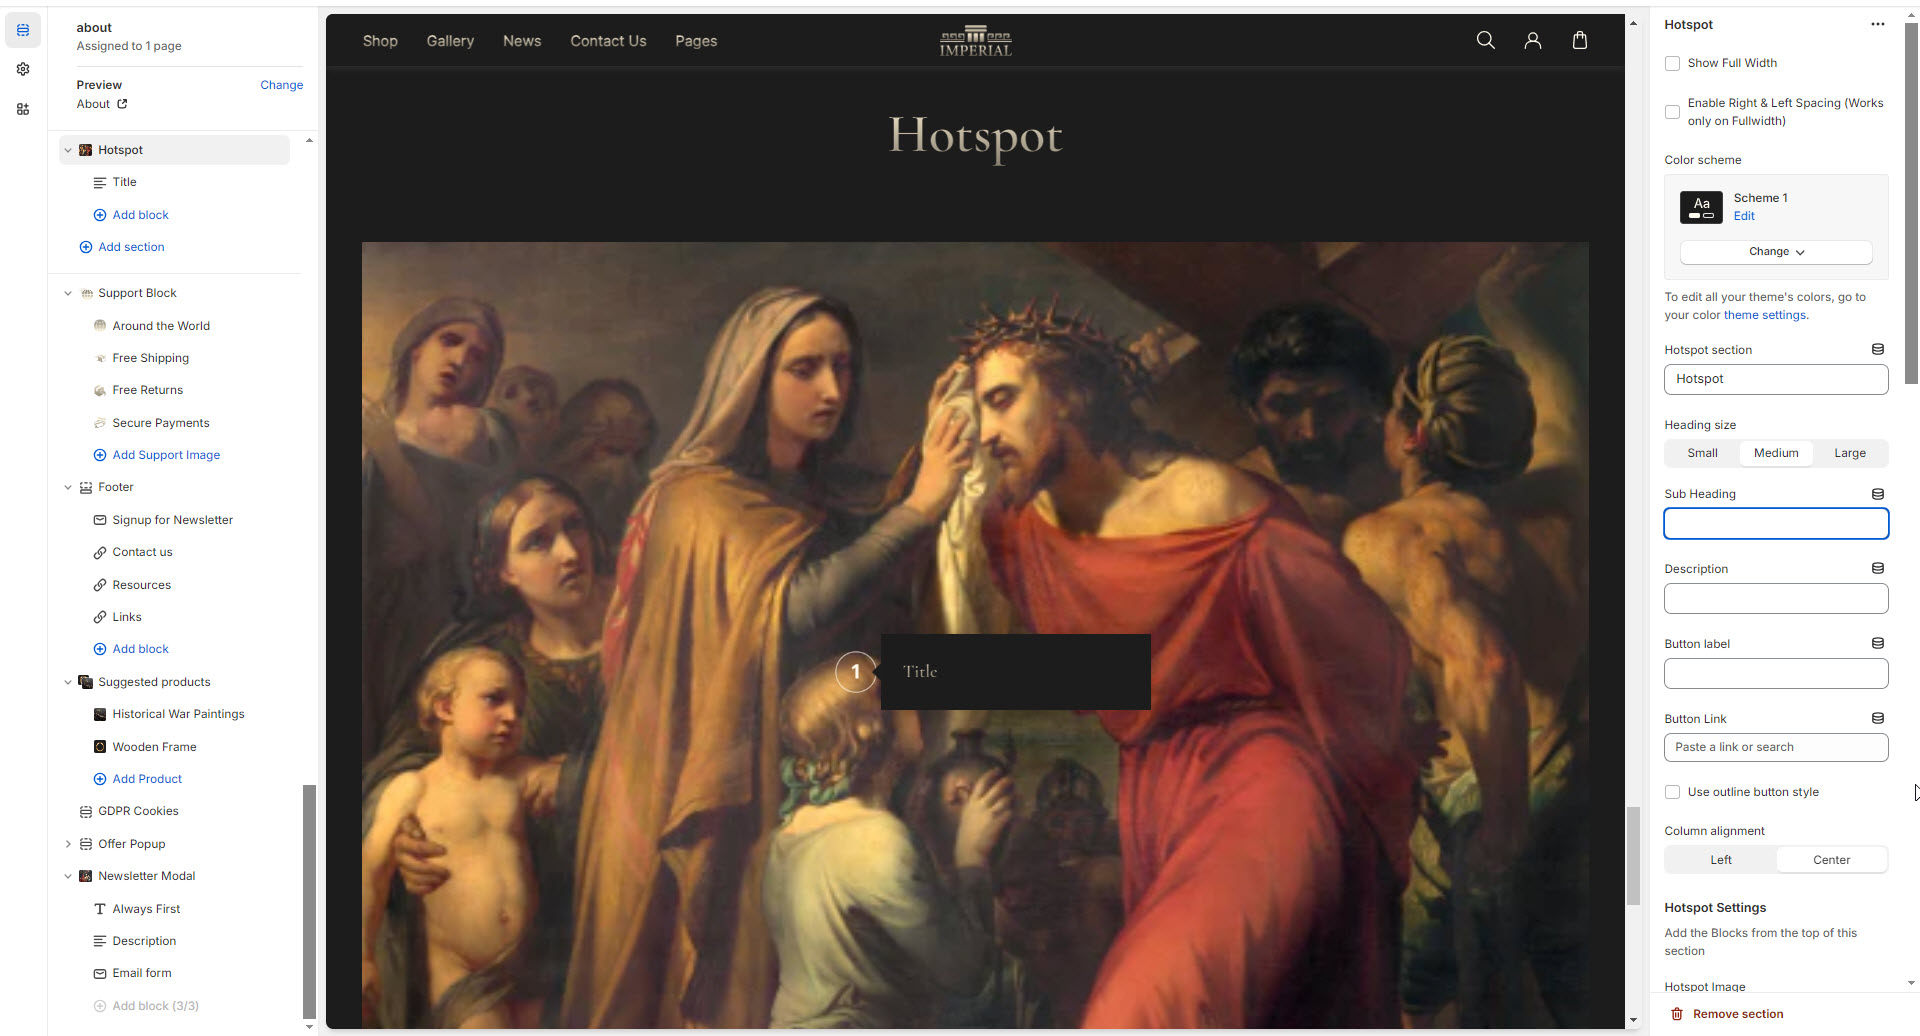 about
Assigned to 1 page
Preview
Change
About
Hotspot
Title
Add block
Add section
Support Block
Around the World
Free Shipping
Free Returns
Secure Payments
Add Support Image
Footer
Signup for Newsletter
Contact us
Resources
Links
Add block
Suggested products
Historical War Paintings
Wooden Frame
Add Product
GDPR Cookies
Offer Popup
Newsletter Modal
Always First
Description
Email form
Add block (3/3)
Shop Gallery News Contact Us Pages
IMPERIAL
Hotspot
1
Title
Hotspot
Show Full Width
Enable Right & Left Spacing (Works
only on Fullwidth)
Color scheme
Aa
Scheme 1
Edit
Change
To edit all your theme's colors, go to
your color theme settings.
Hotspot section
Hotspot
Heading size
Small Medium Large
Sub Heading
Description
Button label
Button Link
Paste a link or search
Use outline button style
Column alignment
Left Center
Hotspot Settings
Add the Blocks from the top of this
section
Hotspot Image
Remove section